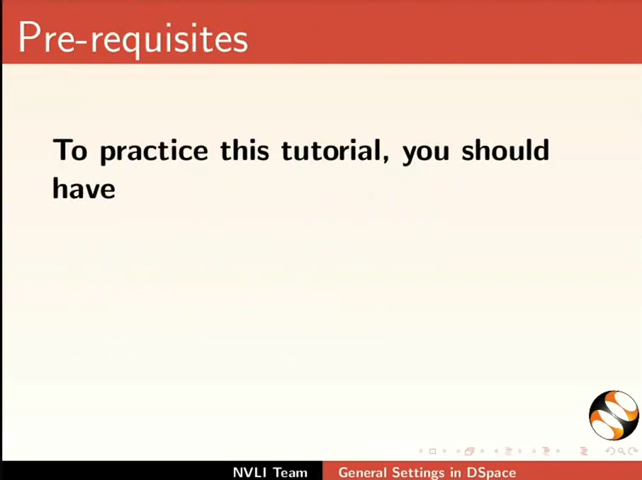 Pre-requisites
To practice this tutorial, you should
have
NVLI Team General Settings in DSpace